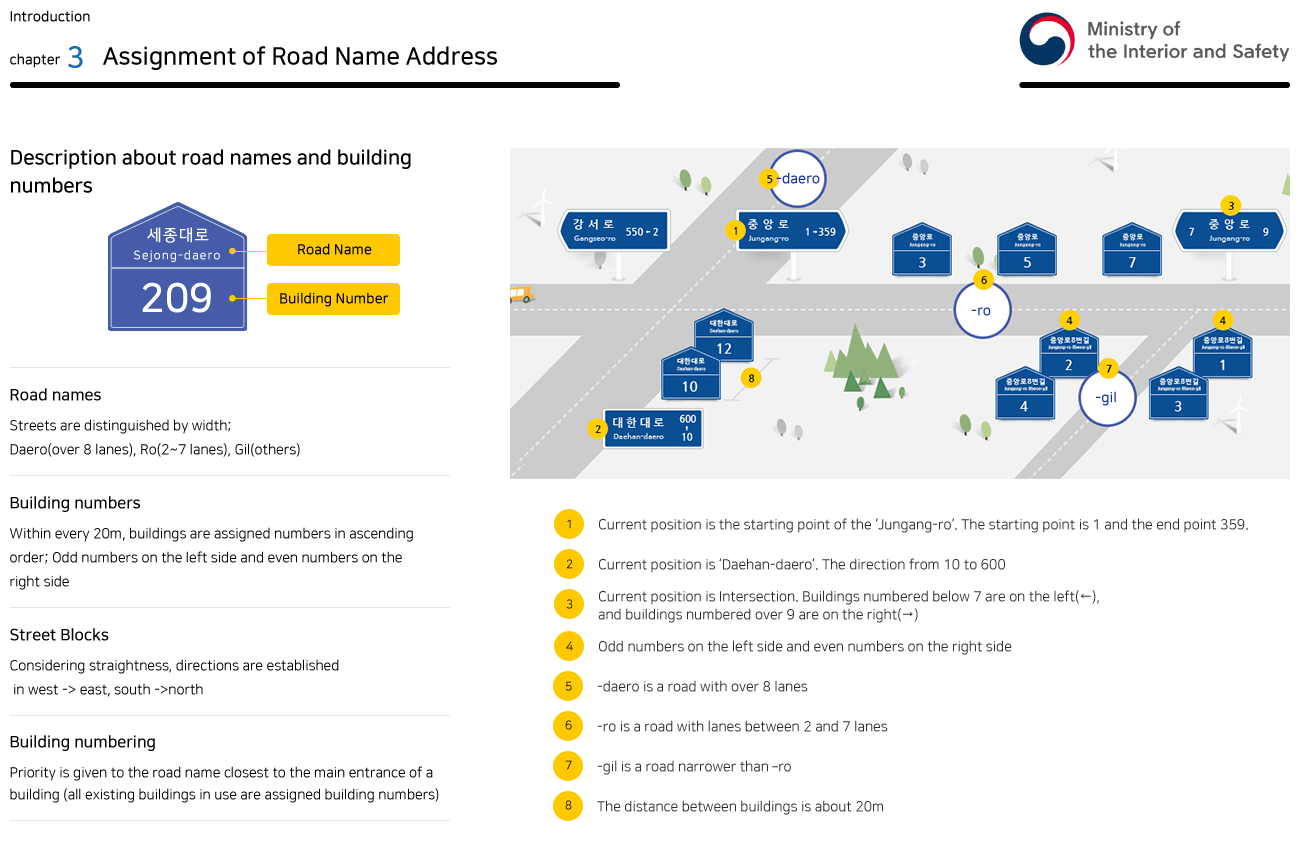 Introduction
chapter 3 Assignment of Road Name Address
Ministry of
the Interior and Safety
Description about road names and building
numbers
세종대로
Sejong-daero
209
Road Name
Building Number
Road names
Streets are distinguished by width;
Daero(over 8 lanes), Ro(2~7 lanes), Gil(others)
Building numbers
Within every 20m, buildings are assigned numbers in ascending
order; Odd numbers on the left side and even numbers on the
right side
Street Blocks
Considering straightness, directions are established
in west -> east, south ->north
Building numbering
Priority is given to the road name closest to the main entrance of a
building (all existing buildings in use are assigned building numbers)
5 -daero
강서로 550←2
Gangseo-ro
1 중앙로 1→359
Jungang-ro
중앙로
Jungang-ro
3
중앙로
Jungang-ro
5
중앙로
Jungang-ro
7
3
7 중앙로 9
Jungang-ro
6
-ro
대한대로
Daehan-daero
12
대한대로
Daehan-daero
10
8
2 대한대로 600
↑
Daehan-daero 10
4
중앙로8번길
Jungang-ro 8beon-gil
2
중앙로8번길
Jungang-ro 8beon-gil
4
7
-gil
4
중앙로8번길
Jungang-ro 8beon-gil
1
중앙로8번길
Jungang-ro 8beon-gil
3
1 Current position is the starting point of the ‘Jungang-ro’. The starting point is 1 and the end point 359.
2 Current position is ‘Daehan-daero’. The direction from 10 to 600
3 Current position is Intersection. Buildings numbered below 7 are on the left(←),
and buildings numbered over 9 are on the right(→)
4 Odd numbers on the left side and even numbers on the right side
5 -daero is a road with over 8 lanes
6 -ro is a road with lanes between 2 and 7 lanes
7 -gil is a road narrower than –ro
8 The distance between buildings is about 20m